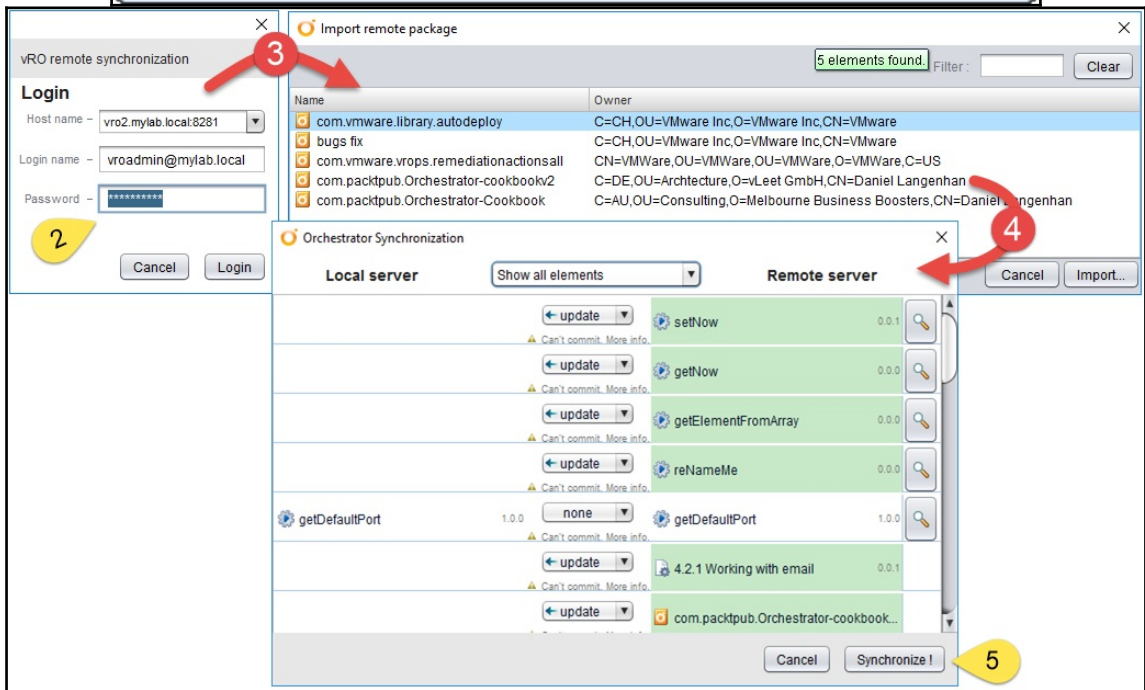 vRO remote synchronization
Login
Host name – vro2.mylab.local:8281
Login name – vroadmin@mylab.local
Password – **********
Cancel Login
2
3
Import remote package
5 elements found. Filter : Clear
Name Owner
com.vmware.library.autodeploy C=CH,OU=VMware Inc,O=VMware Inc,CN=VMware
bugs fix C=CH,OU=VMware Inc,O=VMware Inc,CN=VMware
com.vmware.vrops.remediationactionsall CN=VMWare,OU=VMWare,OU=VMware,O=VMware,C=US
com.packtpub.Orchestrator-cookbookv2 C=DE,OU=Archtecture,O=vLeet GmbH,CN=Daniel Langenhan
com.packtpub.Orchestrator-Cookbook C=AU,OU=Consulting,O=Melbourne Business Boosters,CN=Daniel Langenhan
Cancel Import...
4
Orchestrator Synchronization
Local server Show all elements Remote server
update setNow 0.0.1
Can't commit. More info.
update getNow 0.0.0
Can't commit. More info.
update getElementFromArray 0.0.0
Can't commit. More info.
update reNameMe 0.0.0
Can't commit. More info.
getDefaultPort 1.0.0 none getDefaultPort 1.0.0
Can't commit. More info.
update 4.2.1 Working with email 0.0.1
Can't commit. More info.
update com.packtpub.Orchestrator-cookbook...
Cancel Synchronize !
5